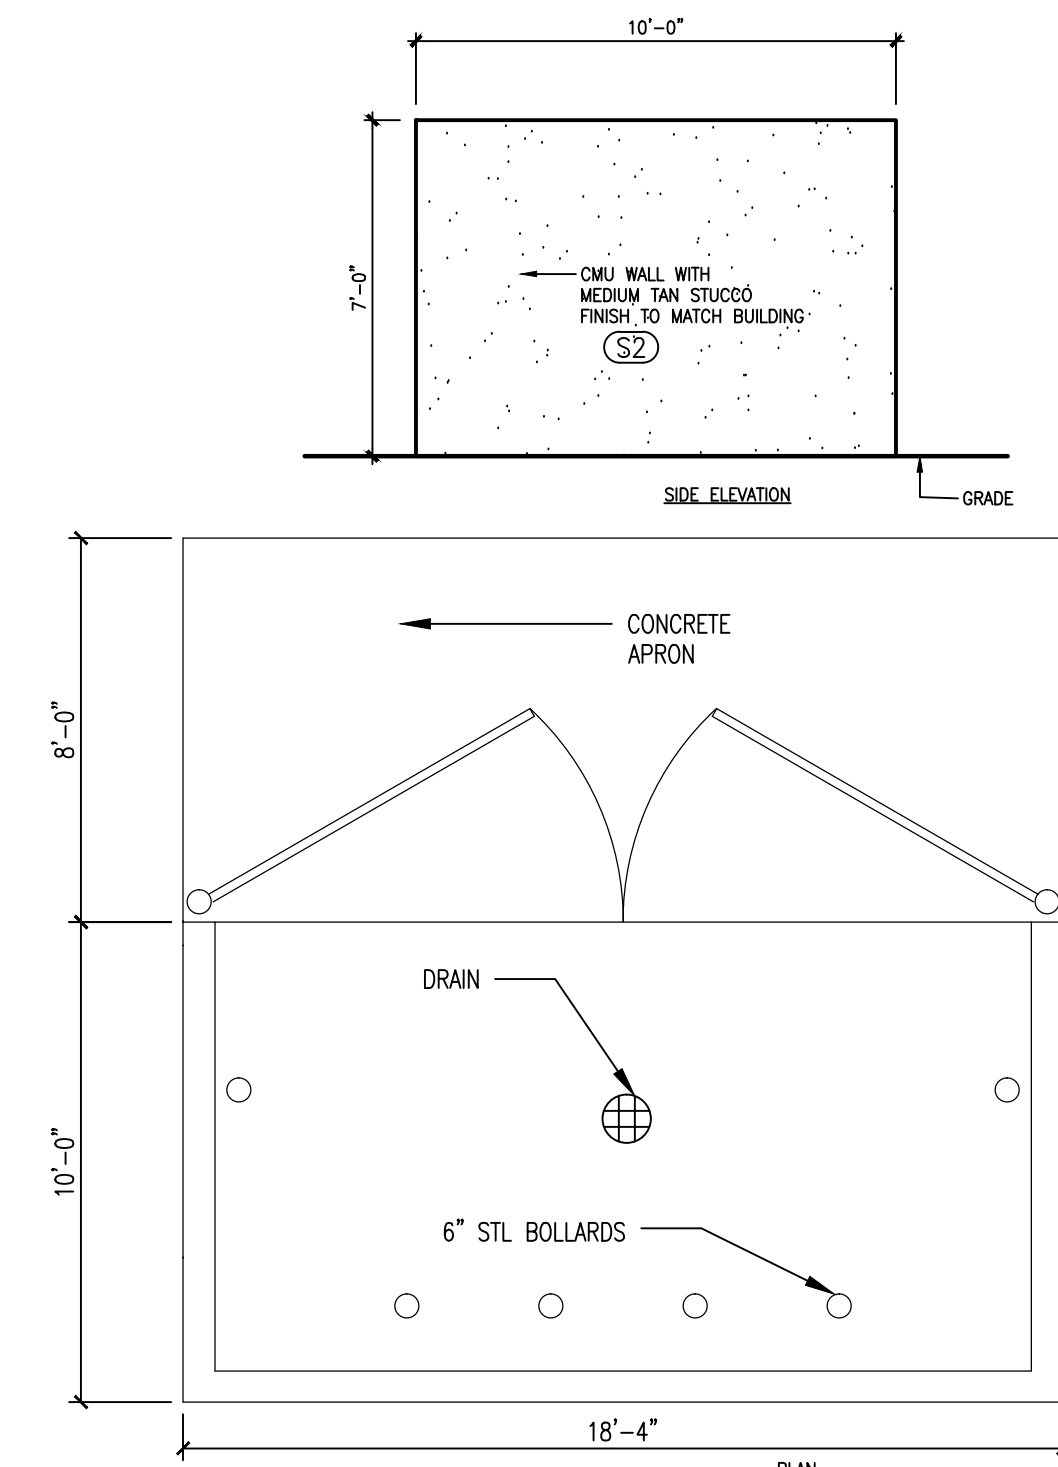 10'-0"
7'-0"
CMU WALL WITH
MEDIUM TAN STUCCO
FINISH TO MATCH BUILDING
S2
SIDE ELEVATION
GRADE
8'-0"
CONCRETE
APRON
DRAIN
10'-0"
6" STL BOLLARDS
18'-4"
PLAN